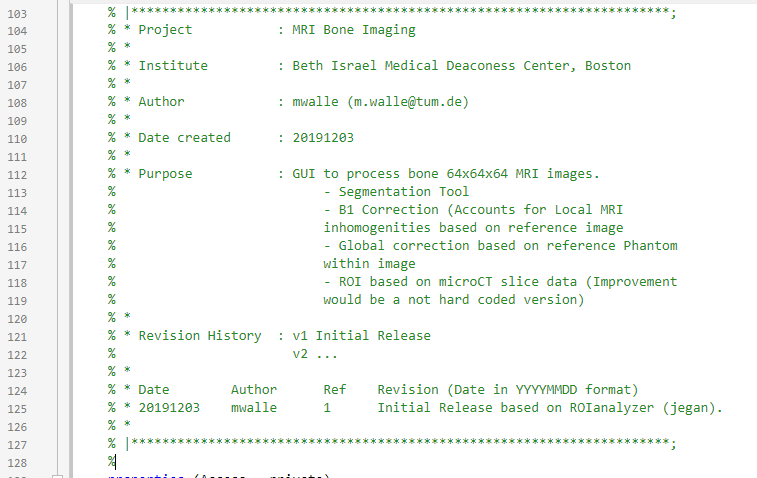 103 % |**********************************************************************;
104 % * Project : MRI Bone Imaging
105 % *
106 % * Institute : Beth Israel Medical Deaconess Center, Boston
107 % *
108 % * Author : mwalle (m.walle@tum.de)
109 % *
110 % * Date created : 20191203
111 % *
112 % * Purpose : GUI to process bone 64x64x64 MRI images.
113 % - Segmentation Tool
114 % - B1 Correction (Accounts for Local MRI
115 % inhomogenities based on reference image
116 % - Global correction based on reference Phantom
117 % within image
118 % - ROI based on microCT slice data (Improvement
119 % would be a not hard coded version)
120 % *
121 % * Revision History : v1 Initial Release
122 % v2 ...
123 % *
124 % * Date Author Ref Revision (Date in YYYYMMDD format)
125 % * 20191203 mwalle 1 Initial Release based on ROIanalyzer (jegan).
126 % *
127 % |**********************************************************************;
128 %
properties (Access = private)